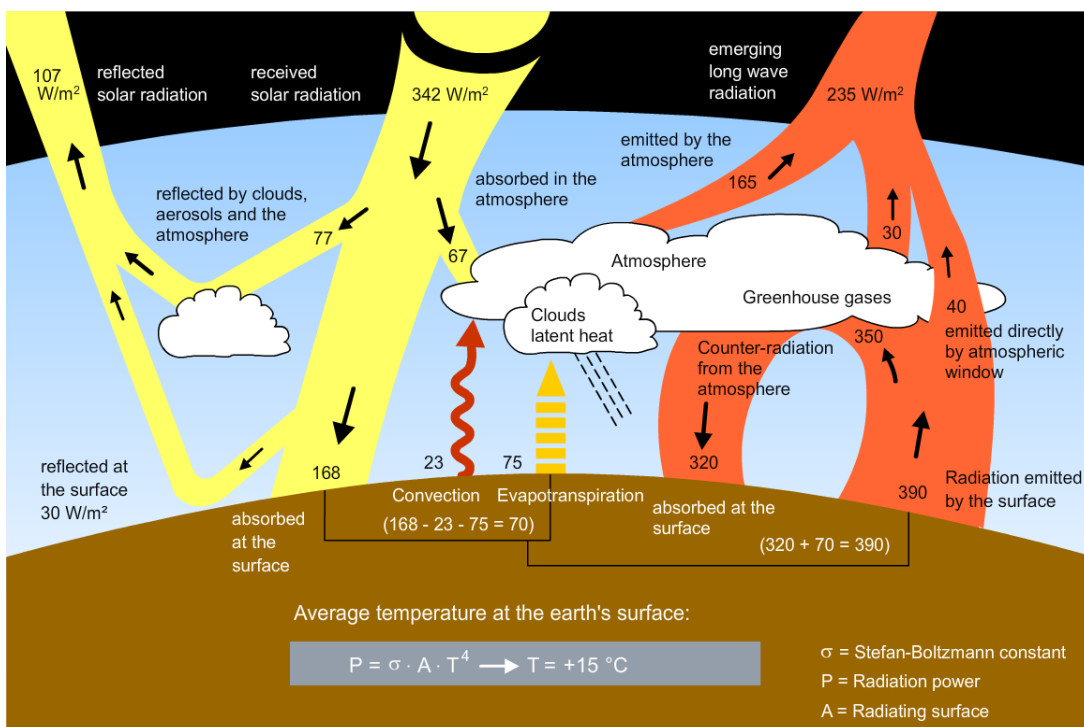 107
W/m²
reflected
solar radiation
received
solar radiation
342 W/m²
emerging
long wave
radiation
235 W/m²
emitted by the
atmosphere
165
reflected by clouds,
aerosols and the
atmosphere
77
absorbed in the
atmosphere
67
30
Atmosphere
Greenhouse gases
40
Clouds
latent heat
350
emitted directly
by atmospheric
window
Counter-radiation
from the
atmosphere
reflected at
the surface
30 W/m²
168
23
75
320
390
Radiation emitted
by the surface
Convection
Evapotranspiration
absorbed at the
surface
absorbed
at the
surface
(168 - 23 - 75 = 70)
(320 + 70 = 390)
Average temperature at the earth's surface:
P = σ · A · T⁴ ⟶ T = +15 °C
σ = Stefan-Boltzmann constant
P = Radiation power
A = Radiating surface